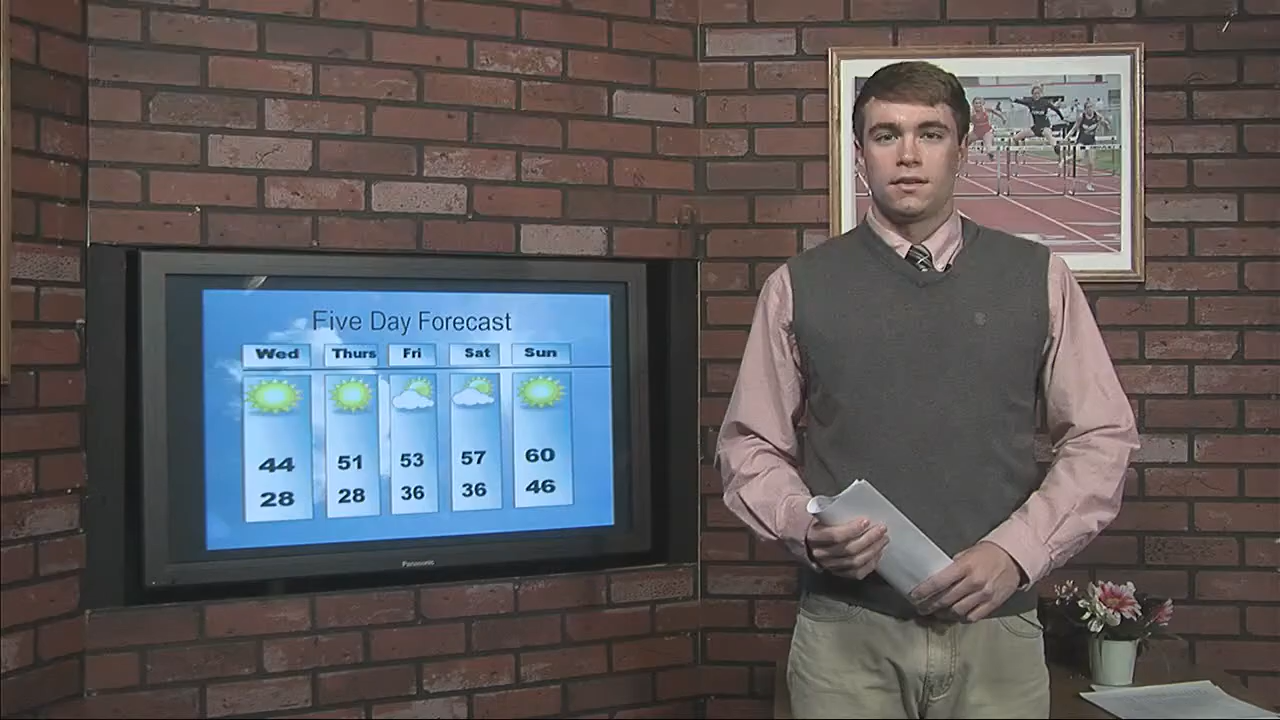 Five Day Forecast
Wed Thurs Fri Sat Sun
44 51 53 57 60
28 28 36 36 46
Panasonic